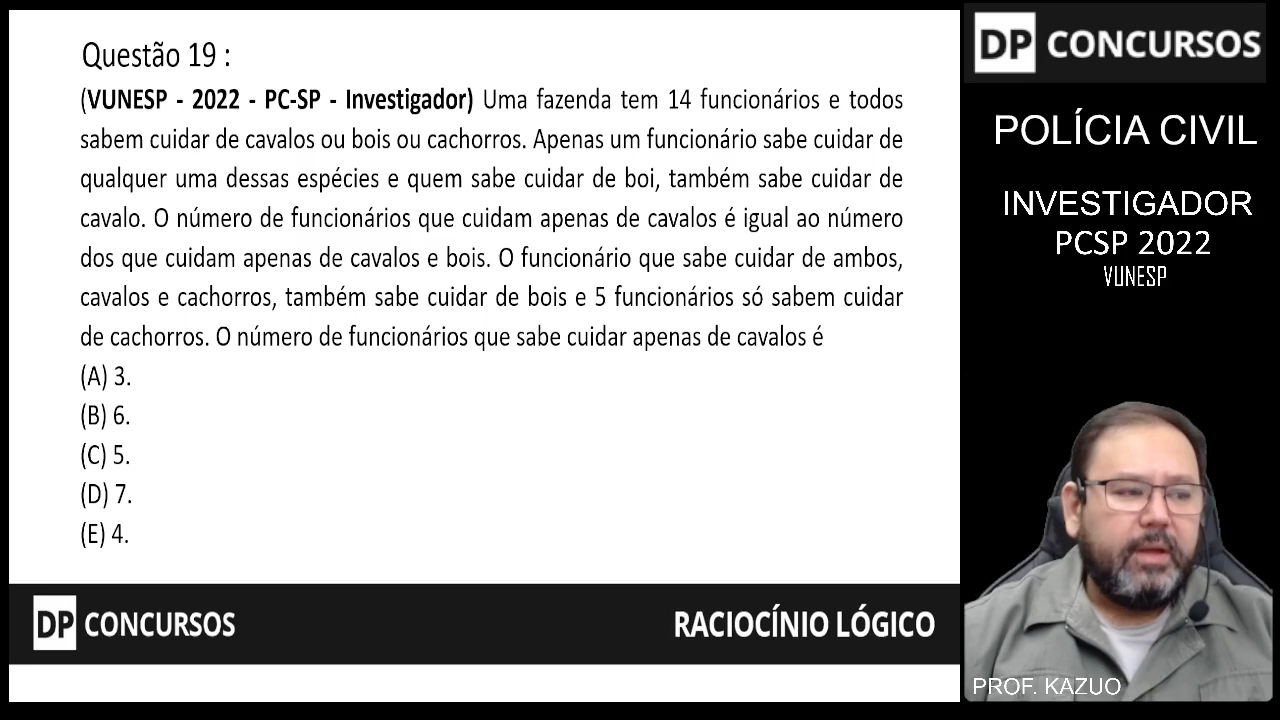 Questão 19 :
(VUNESP - 2022 - PC-SP - Investigador) Uma fazenda tem 14 funcionários e todos
sabem cuidar de cavalos ou bois ou cachorros. Apenas um funcionário sabe cuidar de
qualquer uma dessas espécies e quem sabe cuidar de boi, também sabe cuidar de
cavalo. O número de funcionários que cuidam apenas de cavalos é igual ao número
dos que cuidam apenas de cavalos e bois. O funcionário que sabe cuidar de ambos,
cavalos e cachorros, também sabe cuidar de bois e 5 funcionários só sabem cuidar
de cachorros. O número de funcionários que sabe cuidar apenas de cavalos é
(A) 3.
(B) 6.
(C) 5.
(D) 7.
(E) 4.
DP CONCURSOS
RACIOCÍNIO LÓGICO
DP CONCURSOS
POLÍCIA CIVIL
INVESTIGADOR
PCSP 2022
VUNESP
PROF. KAZUO